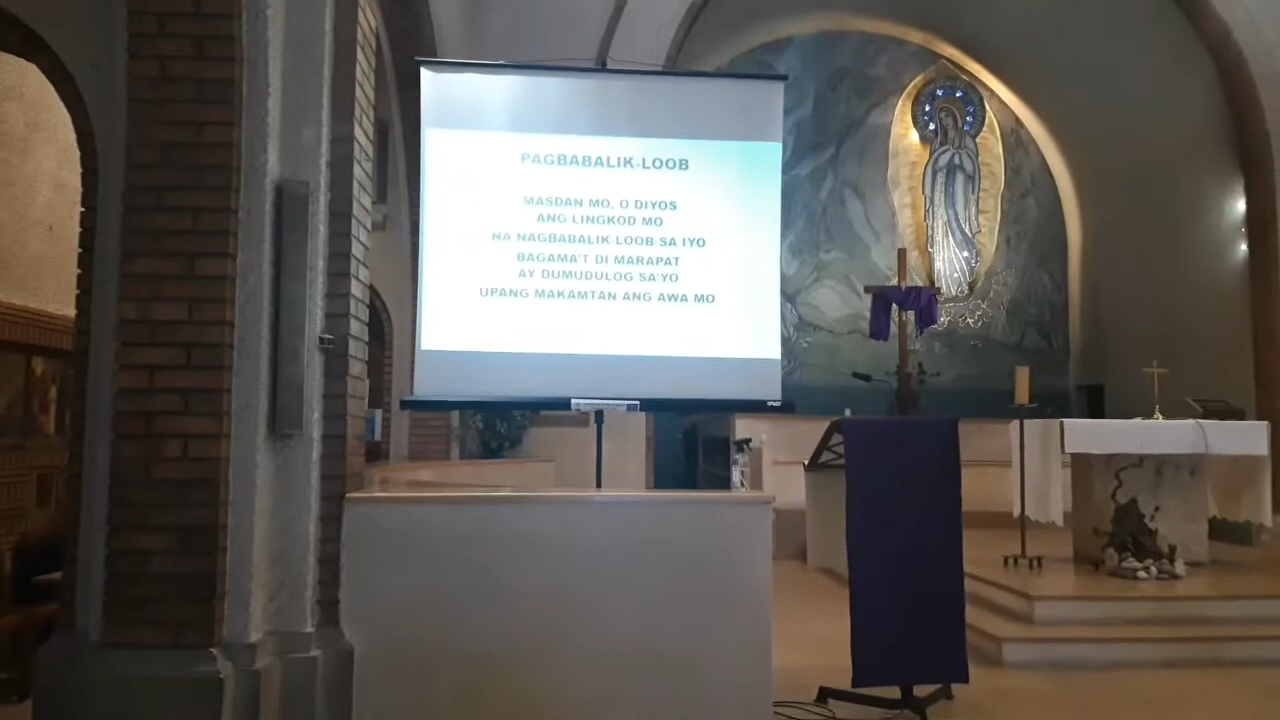 PAGBABALIK-LOOB
MASDAN MO, O DIYOS
ANG LINGKOD MO
NA NAGBABALIK-LOOB SA IYO
BAGAMA'T DI MARAPAT
AY DUMUDULOG SA'YO
UPANG MAKAMTAN ANG AWA MO